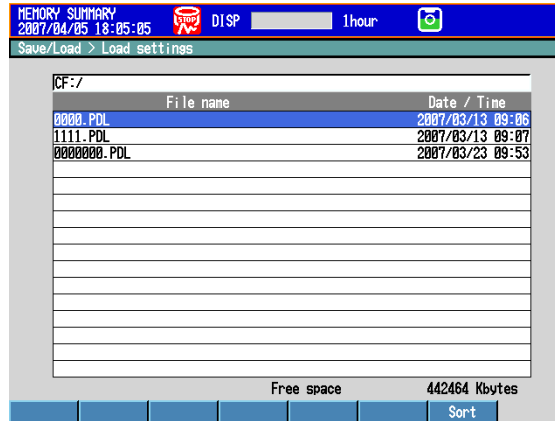 MEMORY SUMMARY
2007/04/05 18:05:05 STOP DISP 1hour
Save/Load > Load settings
CF:/
File name Date / Time
0000.PDL 2007/03/13 09:06
1111.PDL 2007/03/13 09:07
0000000.PDL 2007/03/23 09:53
Free space 442464 Kbytes
Sort